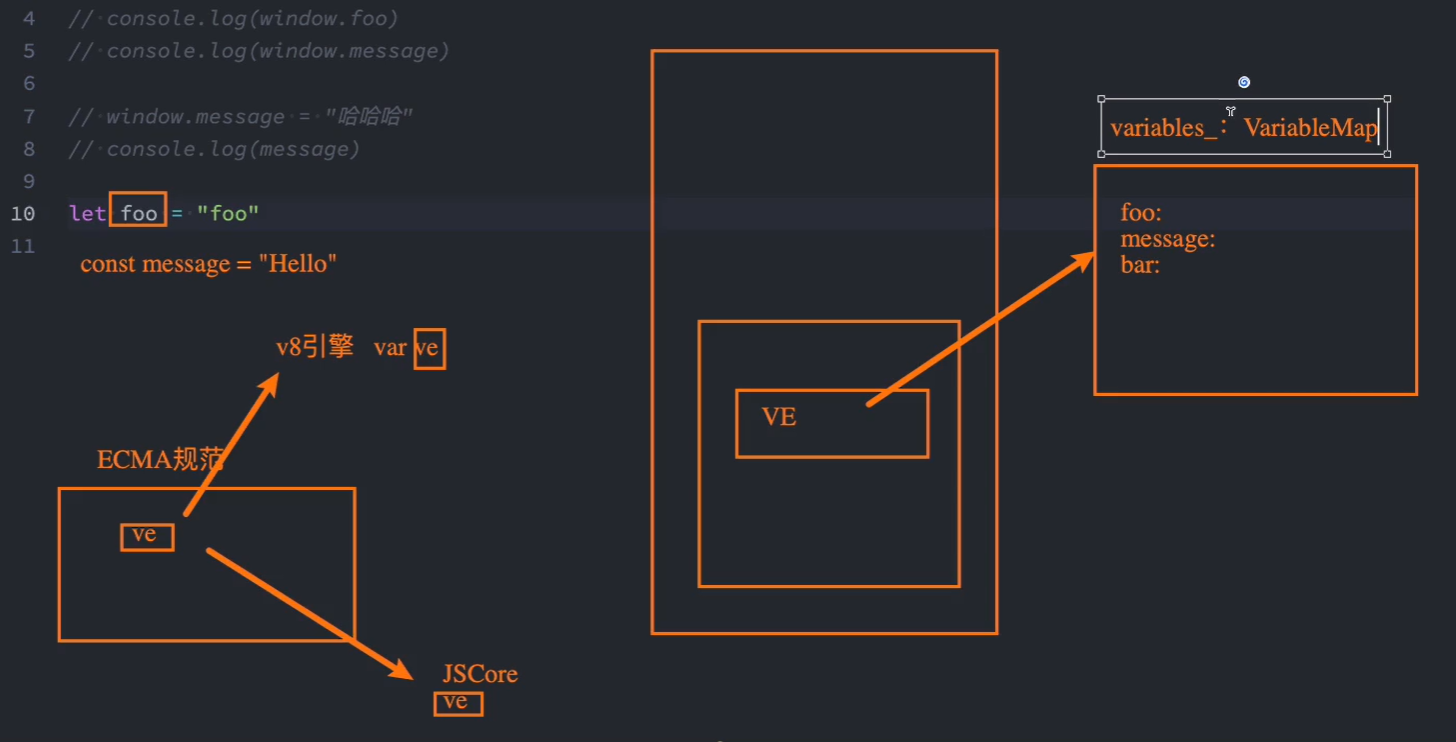 4 // console.log(window.foo)
5 // console.log(window.message)
6
7 // window.message = "哈哈哈"
8 // console.log(message)
9
10 let foo = "foo"
11
const message = "Hello"
v8引擎 var ve
ECMA规范
ve
JSCore
ve
VE
variables_： VariableMap
foo:
message:
bar: